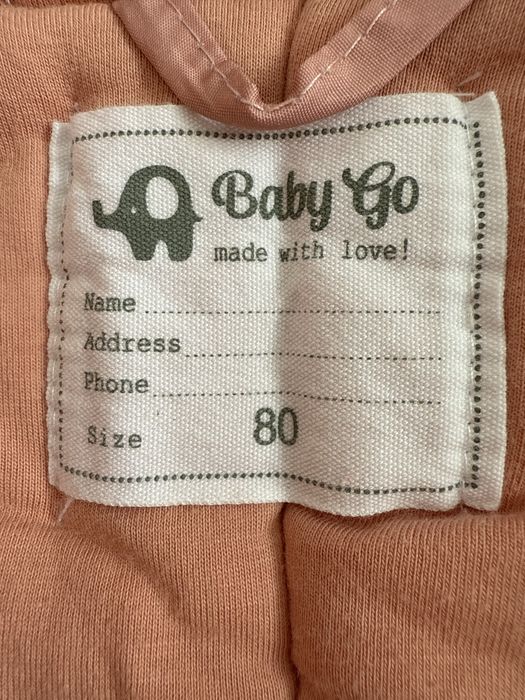 Baby Go
made with love!
Name
Address
Phone
Size 80